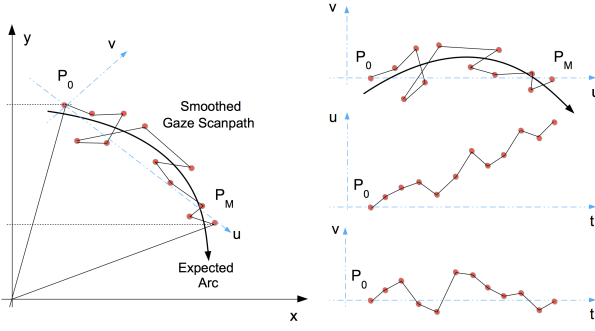 y
v
P0
Smoothed
Gaze Scanpath
PM
u
Expected
Arc
x
v
P0
PM
u
u
P0
t
v
P0
t